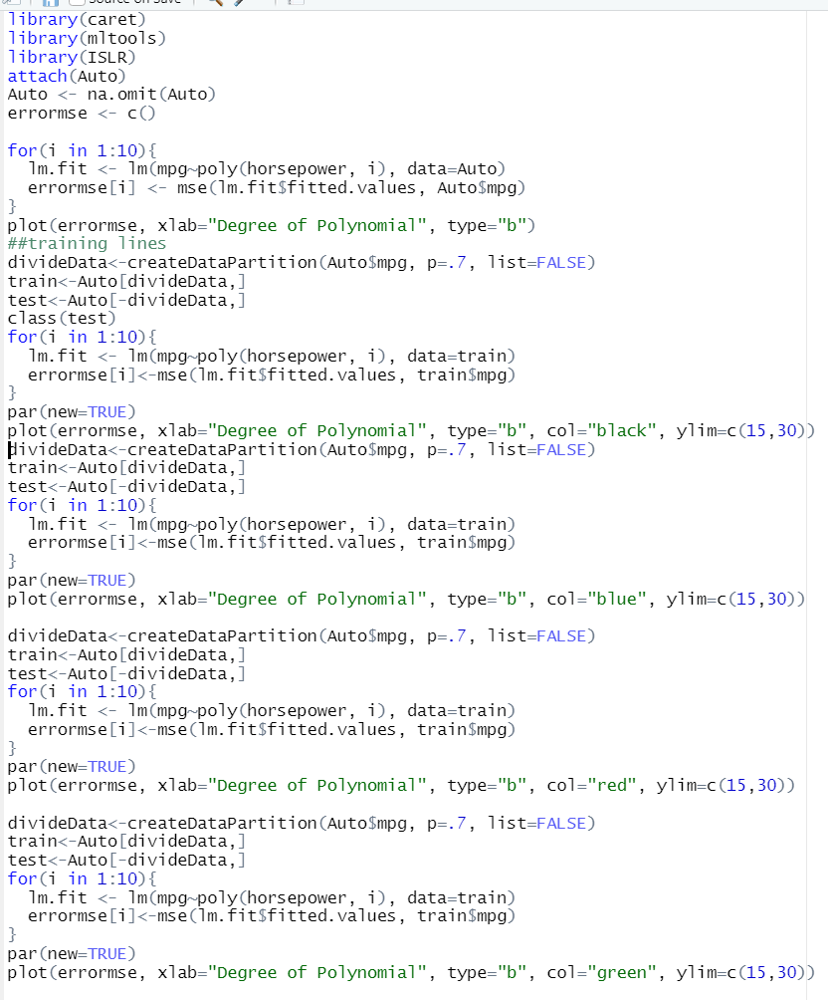 Source on Save
library(caret)
library(mltools)
library(ISLR)
attach(Auto)
Auto <- na.omit(Auto)
errormse <- c()

for(i in 1:10){
  lm.fit <- lm(mpg~poly(horsepower, i), data=Auto)
  errormse[i] <- mse(lm.fit$fitted.values, Auto$mpg)
}
plot(errormse, xlab="Degree of Polynomial", type="b")
##training lines
divideData<-createDataPartition(Auto$mpg, p=.7, list=FALSE)
train<-Auto[divideData,]
test<-Auto[-divideData,]
class(test)
for(i in 1:10){
  lm.fit <- lm(mpg~poly(horsepower, i), data=train)
  errormse[i]<-mse(lm.fit$fitted.values, train$mpg)
}
par(new=TRUE)
plot(errormse, xlab="Degree of Polynomial", type="b", col="black", ylim=c(15,30))
divideData<-createDataPartition(Auto$mpg, p=.7, list=FALSE)
train<-Auto[divideData,]
test<-Auto[-divideData,]
for(i in 1:10){
  lm.fit <- lm(mpg~poly(horsepower, i), data=train)
  errormse[i]<-mse(lm.fit$fitted.values, train$mpg)
}
par(new=TRUE)
plot(errormse, xlab="Degree of Polynomial", type="b", col="blue", ylim=c(15,30))

divideData<-createDataPartition(Auto$mpg, p=.7, list=FALSE)
train<-Auto[divideData,]
test<-Auto[-divideData,]
for(i in 1:10){
  lm.fit <- lm(mpg~poly(horsepower, i), data=train)
  errormse[i]<-mse(lm.fit$fitted.values, train$mpg)
}
par(new=TRUE)
plot(errormse, xlab="Degree of Polynomial", type="b", col="red", ylim=c(15,30))

divideData<-createDataPartition(Auto$mpg, p=.7, list=FALSE)
train<-Auto[divideData,]
test<-Auto[-divideData,]
for(i in 1:10){
  lm.fit <- lm(mpg~poly(horsepower, i), data=train)
  errormse[i]<-mse(lm.fit$fitted.values, train$mpg)
}
par(new=TRUE)
plot(errormse, xlab="Degree of Polynomial", type="b", col="green", ylim=c(15,30))